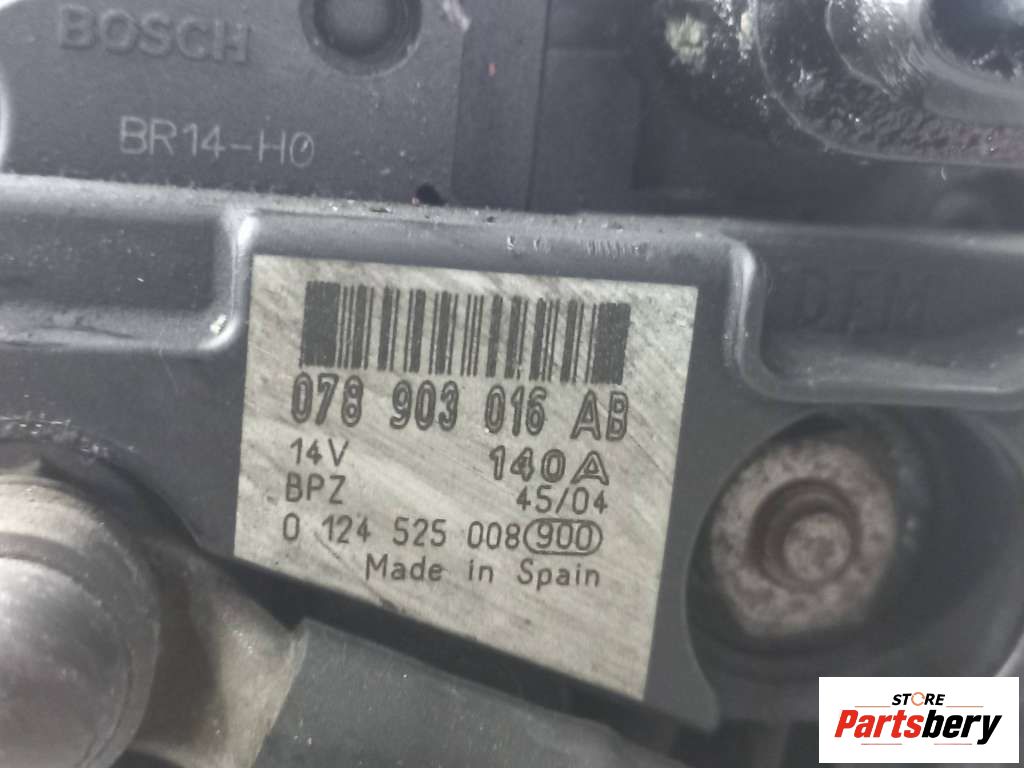 BOSCH
BR14-H0
078 903 016 AB
14V 140A
BPZ 45/04
0 124 525 008 900
Made in Spain
STORE
Partsbery